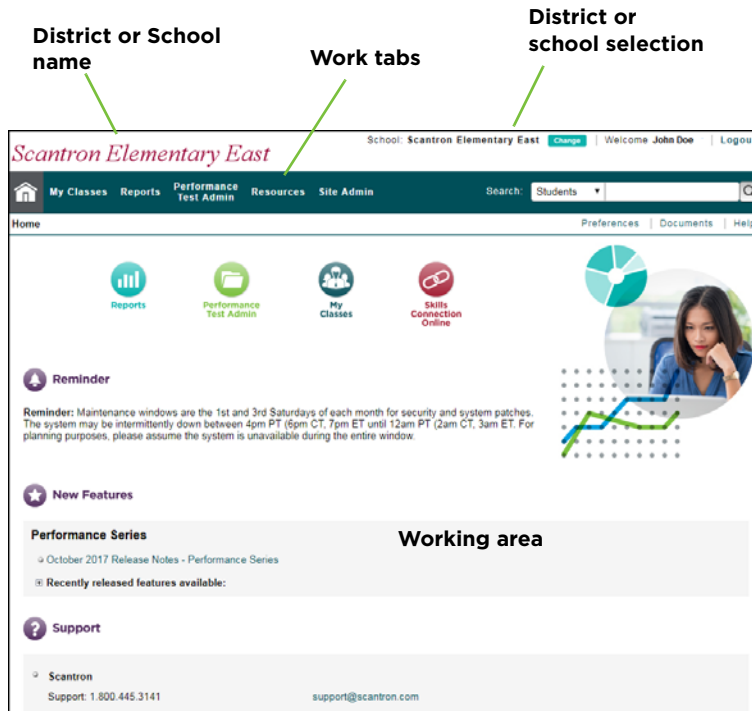 District or School
name
Work tabs
District or
school selection
Scantron Elementary East
School: Scantron Elementary East Change | Welcome John Doe | Logou
My Classes Reports Performance Test Admin Resources Site Admin Search: Students
Home Preferences | Documents | Help
Reports
Performance
Test Admin
My
Classes
Skills
Connection
Online
Reminder
Reminder: Maintenance windows are the 1st and 3rd Saturdays of each month for security and system patches.
The system may be intermittently down between 4pm PT (6pm CT, 7pm ET until 12am PT (2am CT, 3am ET. For
planning purposes, please assume the system is unavailable during the entire window.
New Features
Performance Series
Working area
October 2017 Release Notes - Performance Series
Recently released features available:
Support
Scantron
Support: 1.800.445.3141 support@scantron.com